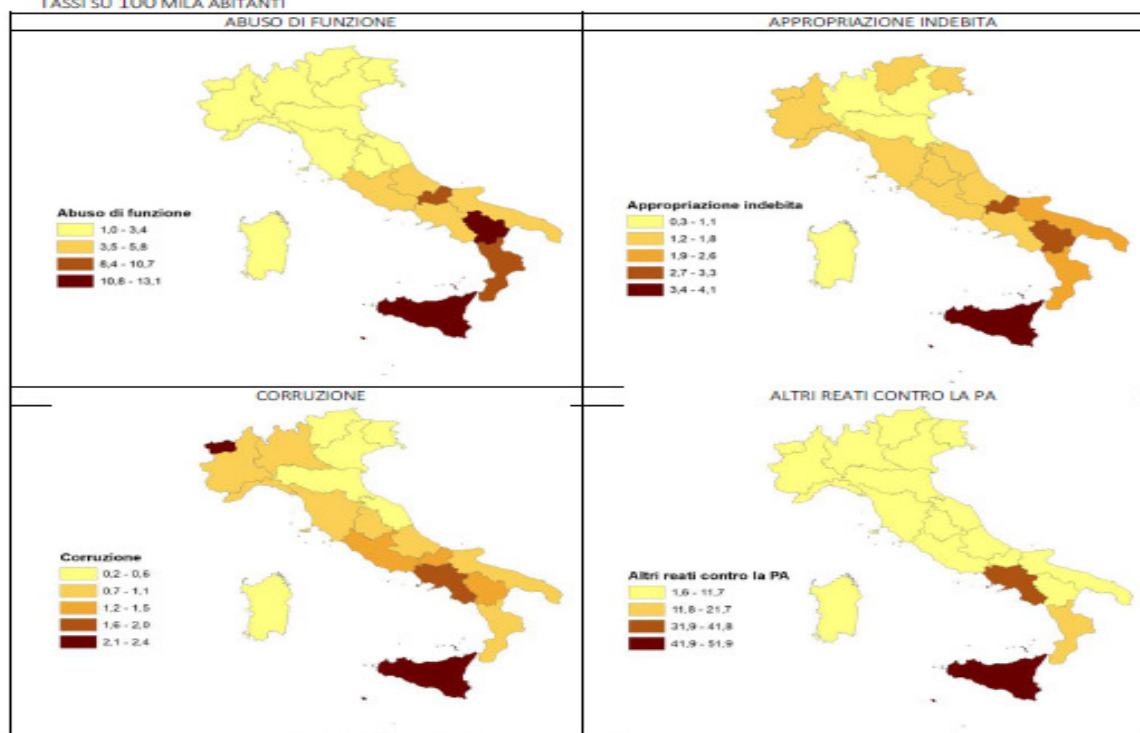 TASSI SU 100 MILA ABITANTI
ABUSO DI FUNZIONE
Abuso di funzione
1,0 - 3,4
3,5 - 5,8
8,4 - 10,7
10,8 - 13,1
APPROPRIAZIONE INDEBITA
Appropriazione indebita
0,3 - 1,1
1,2 - 1,8
1,9 - 2,6
2,7 - 3,3
3,4 - 4,1
CORRUZIONE
Corruzione
0,2 - 0,6
0,7 - 1,1
1,2 - 1,5
1,6 - 2,0
2,1 - 2,4
ALTRI REATI CONTRO LA PA
Altri reati contro la PA
1,6 - 11,7
11,8 - 21,7
31,9 - 41,8
41,9 - 51,9